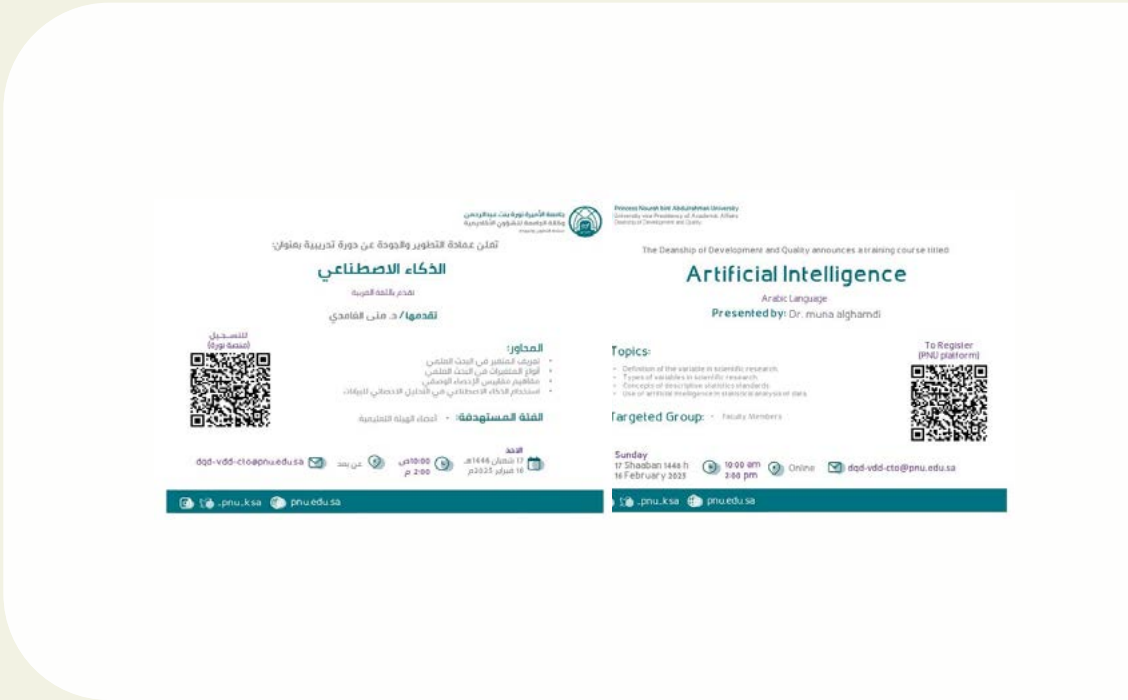 جامعة الأميرة نورة بنت عبدالرحمن
وكالة الجامعة للشؤون الأكاديمية
عمادة التطوير والجودة
تعلن عمادة التطوير والجودة عن دورة تدريبية بعنوان:
الذكاء الاصطناعي
تقدم باللغة العربية
تقدمها/ د. منى الغامدي
للتسجيل
(منصة نورة)
المحاور:
• تعريف المتغير في البحث العلمي
• أنواع المتغيرات في البحث العلمي
• مفاهيم مقاييس الإحصاء الوصفي
• استخدام الذكاء الاصطناعي في التحليل الاحصائي للبيانات
الفئة المستهدفة: • أعضاء الهيئة التعليمية
الأحد
17 شعبان 1446هـ
16 فبراير 2025م
10:00ص
2:00 م
عن بعد
dqd-vdd-cto@pnu.edu.sa
_pnu_ksa pnu.edu.sa
Princess Nourah bint Abdulrahman University
University vice Presidency of Academic Affairs
Deanship of Development and Quality
The Deanship of Development and Quality announces a training course titled
Artificial Intelligence
Arabic Language
Presented by: Dr. muna alghamdi
To Register
(PNU platform)
Topics:
• Definition of the variable in scientific research.
• Types of variables in scientific research.
• Concepts of descriptive statistics standards.
• Use of artificial intelligence in statistical analysis of data.
Targeted Group: • Faculty Members
Sunday
17 Shaaban 1446 h
16 February 2025
10:00 am
2:00 pm
Online
dqd-vdd-cto@pnu.edu.sa
_pnu_ksa pnu.edu.sa